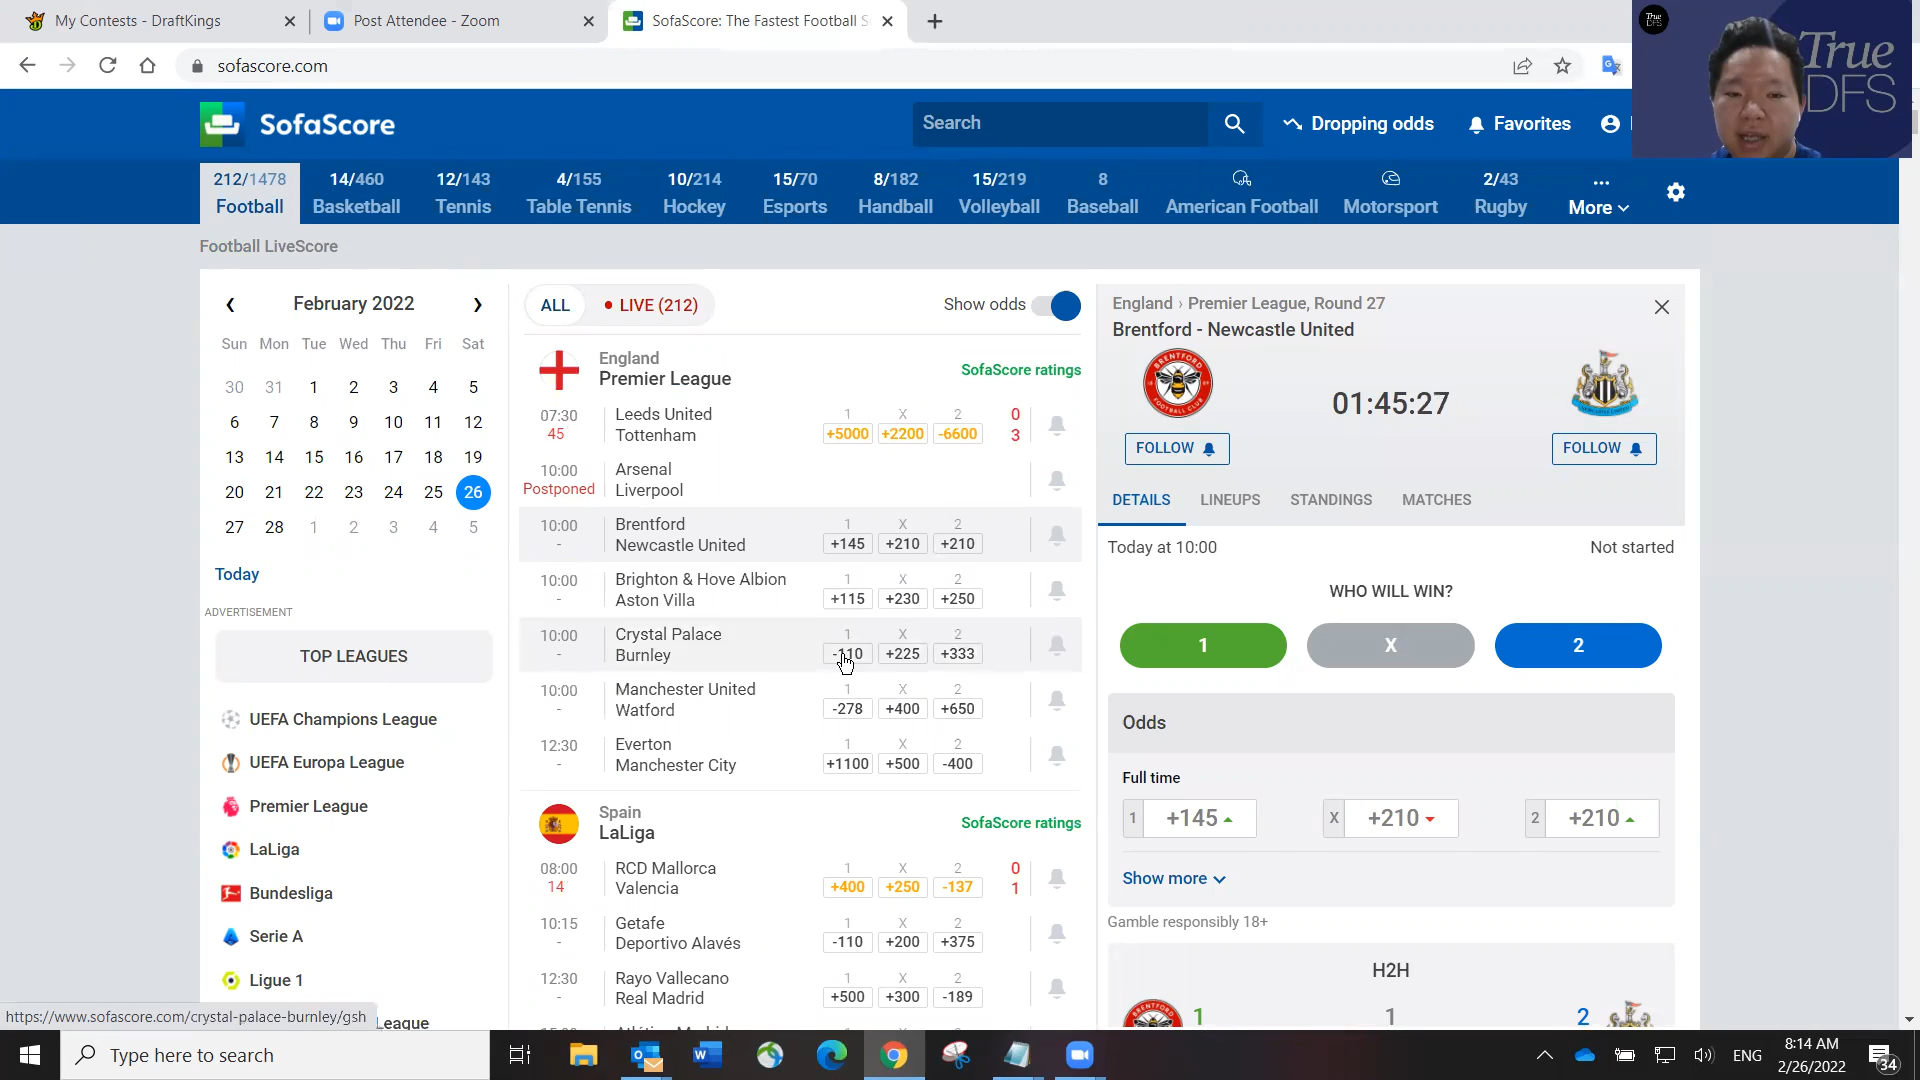 My Contests - DraftKings
Post Attendee - Zoom
SofaScore: The Fastest Football S
sofascore.com
True DFS
True
DFS
SofaScore
Search
Dropping odds
Favorites
212/1478
14/460
12/143
4/155
10/214
15/70
8/182
15/219
8
2/43
Football
Basketball
Tennis
Table Tennis
Hockey
Esports
Handball
Volleyball
Baseball
American Football
Motorsport
Rugby
More
Football LiveScore
February 2022
Sun Mon Tue Wed Thu Fri Sat
30 31 1 2 3 4 5
6 7 8 9 10 11 12
13 14 15 16 17 18 19
20 21 22 23 24 25 26
27 28 1 2 3 4 5
Today
ADVERTISEMENT
TOP LEAGUES
UEFA Champions League
UEFA Europa League
Premier League
LaLiga
Bundesliga
Serie A
Ligue 1
League
ALL
LIVE (212)
Show odds
England
Premier League
SofaScore ratings
07:30 Leeds United 1 X 2 0
45 Tottenham +5000 +2200 -6600 3
10:00 Arsenal
Postponed Liverpool
10:00 Brentford 1 X 2
- Newcastle United +145 +210 +210
10:00 Brighton & Hove Albion 1 X 2
- Aston Villa +115 +230 +250
10:00 Crystal Palace 1 X 2
- Burnley -110 +225 +333
10:00 Manchester United 1 X 2
- Watford -278 +400 +650
12:30 Everton 1 X 2
- Manchester City +1100 +500 -400
Spain
LaLiga
SofaScore ratings
08:00 RCD Mallorca 1 X 2 0
14 Valencia +400 +250 -137 1
10:15 Getafe 1 X 2
- Deportivo Alavés -110 +200 +375
12:30 Rayo Vallecano 1 X 2
- Real Madrid +500 +300 -189
England › Premier League, Round 27
Brentford - Newcastle United
BRENTFORD
FOOTBALL CLUB
01:45:27
FOLLOW
FOLLOW
DETAILS
LINEUPS
STANDINGS
MATCHES
Today at 10:00
Not started
WHO WILL WIN?
1
X
2
Odds
Full time
1 +145
X +210
2 +210
Show more
Gamble responsibly 18+
H2H
1
1
2
https://www.sofascore.com/crystal-palace-burnley/gsh
Type here to search
ENG
8:14 AM
2/26/2022
34